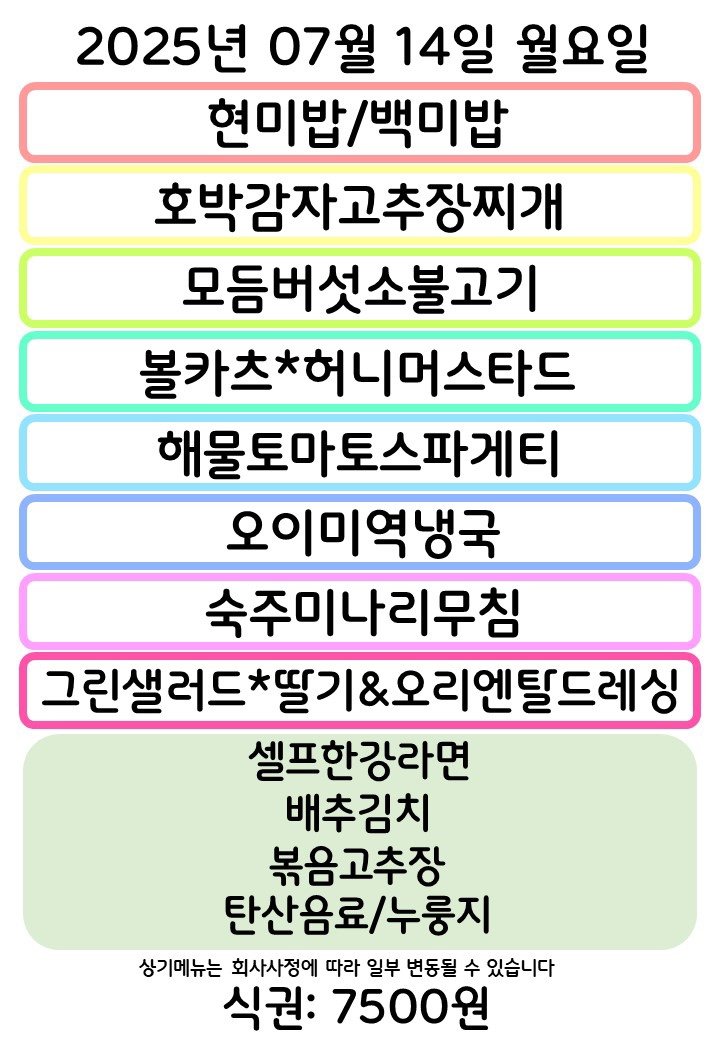 2025년 07월 14일 월요일
현미밥/백미밥
호박감자고추장찌개
모듬버섯소불고기
볼카츠*허니머스타드
해물토마토스파게티
오이미역냉국
숙주미나리무침
그린샐러드*딸기&오리엔탈드레싱
셀프한강라면
배추김치
볶음고추장
탄산음료/누룽지
상기메뉴는 회사사정에 따라 일부 변동될 수 있습니다
식권: 7500원